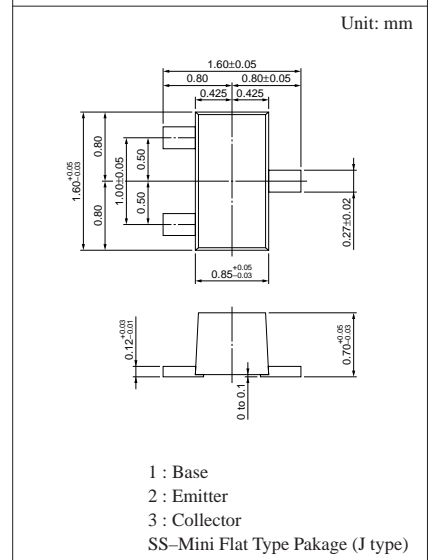 Unit: mm
1.60±0.05
0.80 0.80±0.05
0.425 0.425
1.60+0.05−0.03
0.80
0.80
1.00±0.05
0.50
0.50
0.27±0.02
0.85+0.05−0.03
0.12+0.03−0.01
0 to 0.1
0.70+0.05−0.03
1 : Base
2 : Emitter
3 : Collector
SS–Mini Flat Type Pakage (J type)